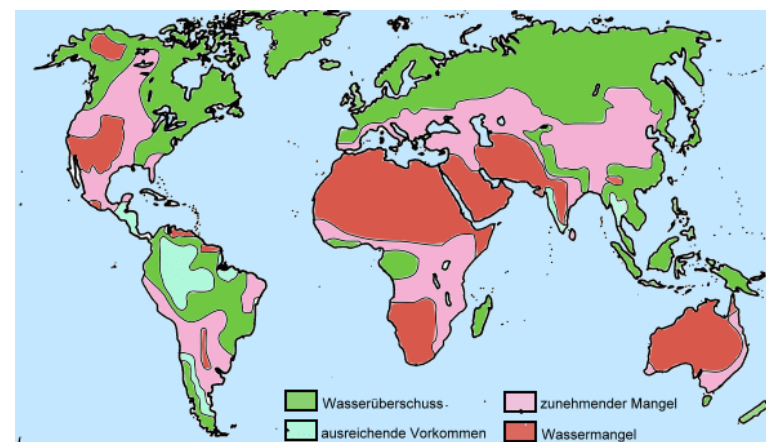 Wasserüberschuss
zunehmender Mangel
ausreichende Vorkommen
Wassermangel